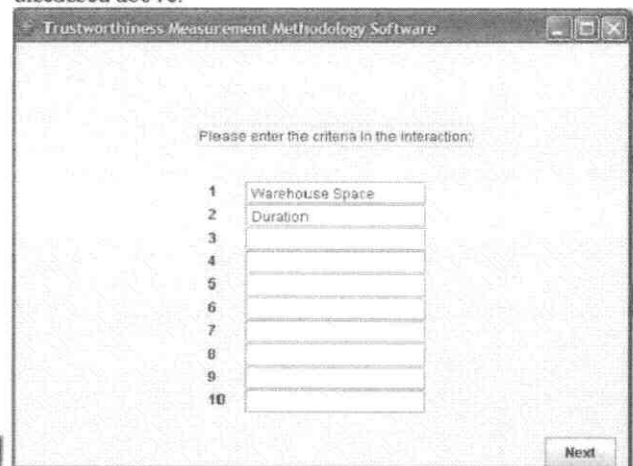 Trustworthiness Measurement Methodology Software
Please enter the criteria in the interaction:
1 Warehouse Space
2 Duration
3
4
5
6
7
8
9
10
Next